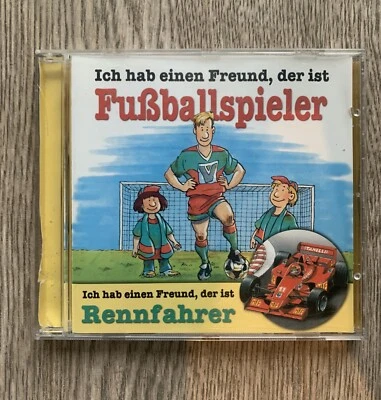 Ich hab einen Freund, der ist
Fußballspieler
Ich hab einen Freund, der ist
Rennfahrer